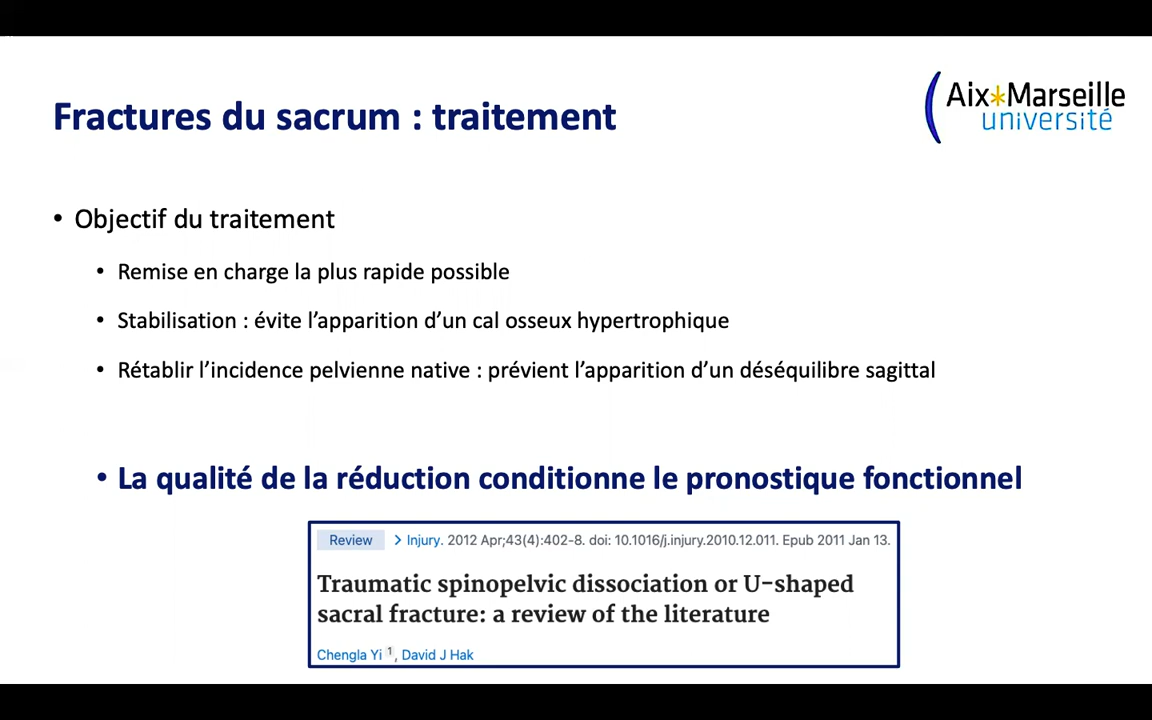 Fractures du sacrum : traitement
Aix*Marseille
université
• Objectif du traitement
• Remise en charge la plus rapide possible
• Stabilisation : évite l’apparition d’un cal osseux hypertrophique
• Rétablir l’incidence pelvienne native : prévient l’apparition d’un déséquilibre sagittal
• La qualité de la réduction conditionne le pronostique fonctionnel
Review > Injury. 2012 Apr;43(4):402-8. doi: 10.1016/j.injury.2010.12.011. Epub 2011 Jan 13.
Traumatic spinopelvic dissociation or U-shaped
sacral fracture: a review of the literature
Chengla Yi 1, David J Hak